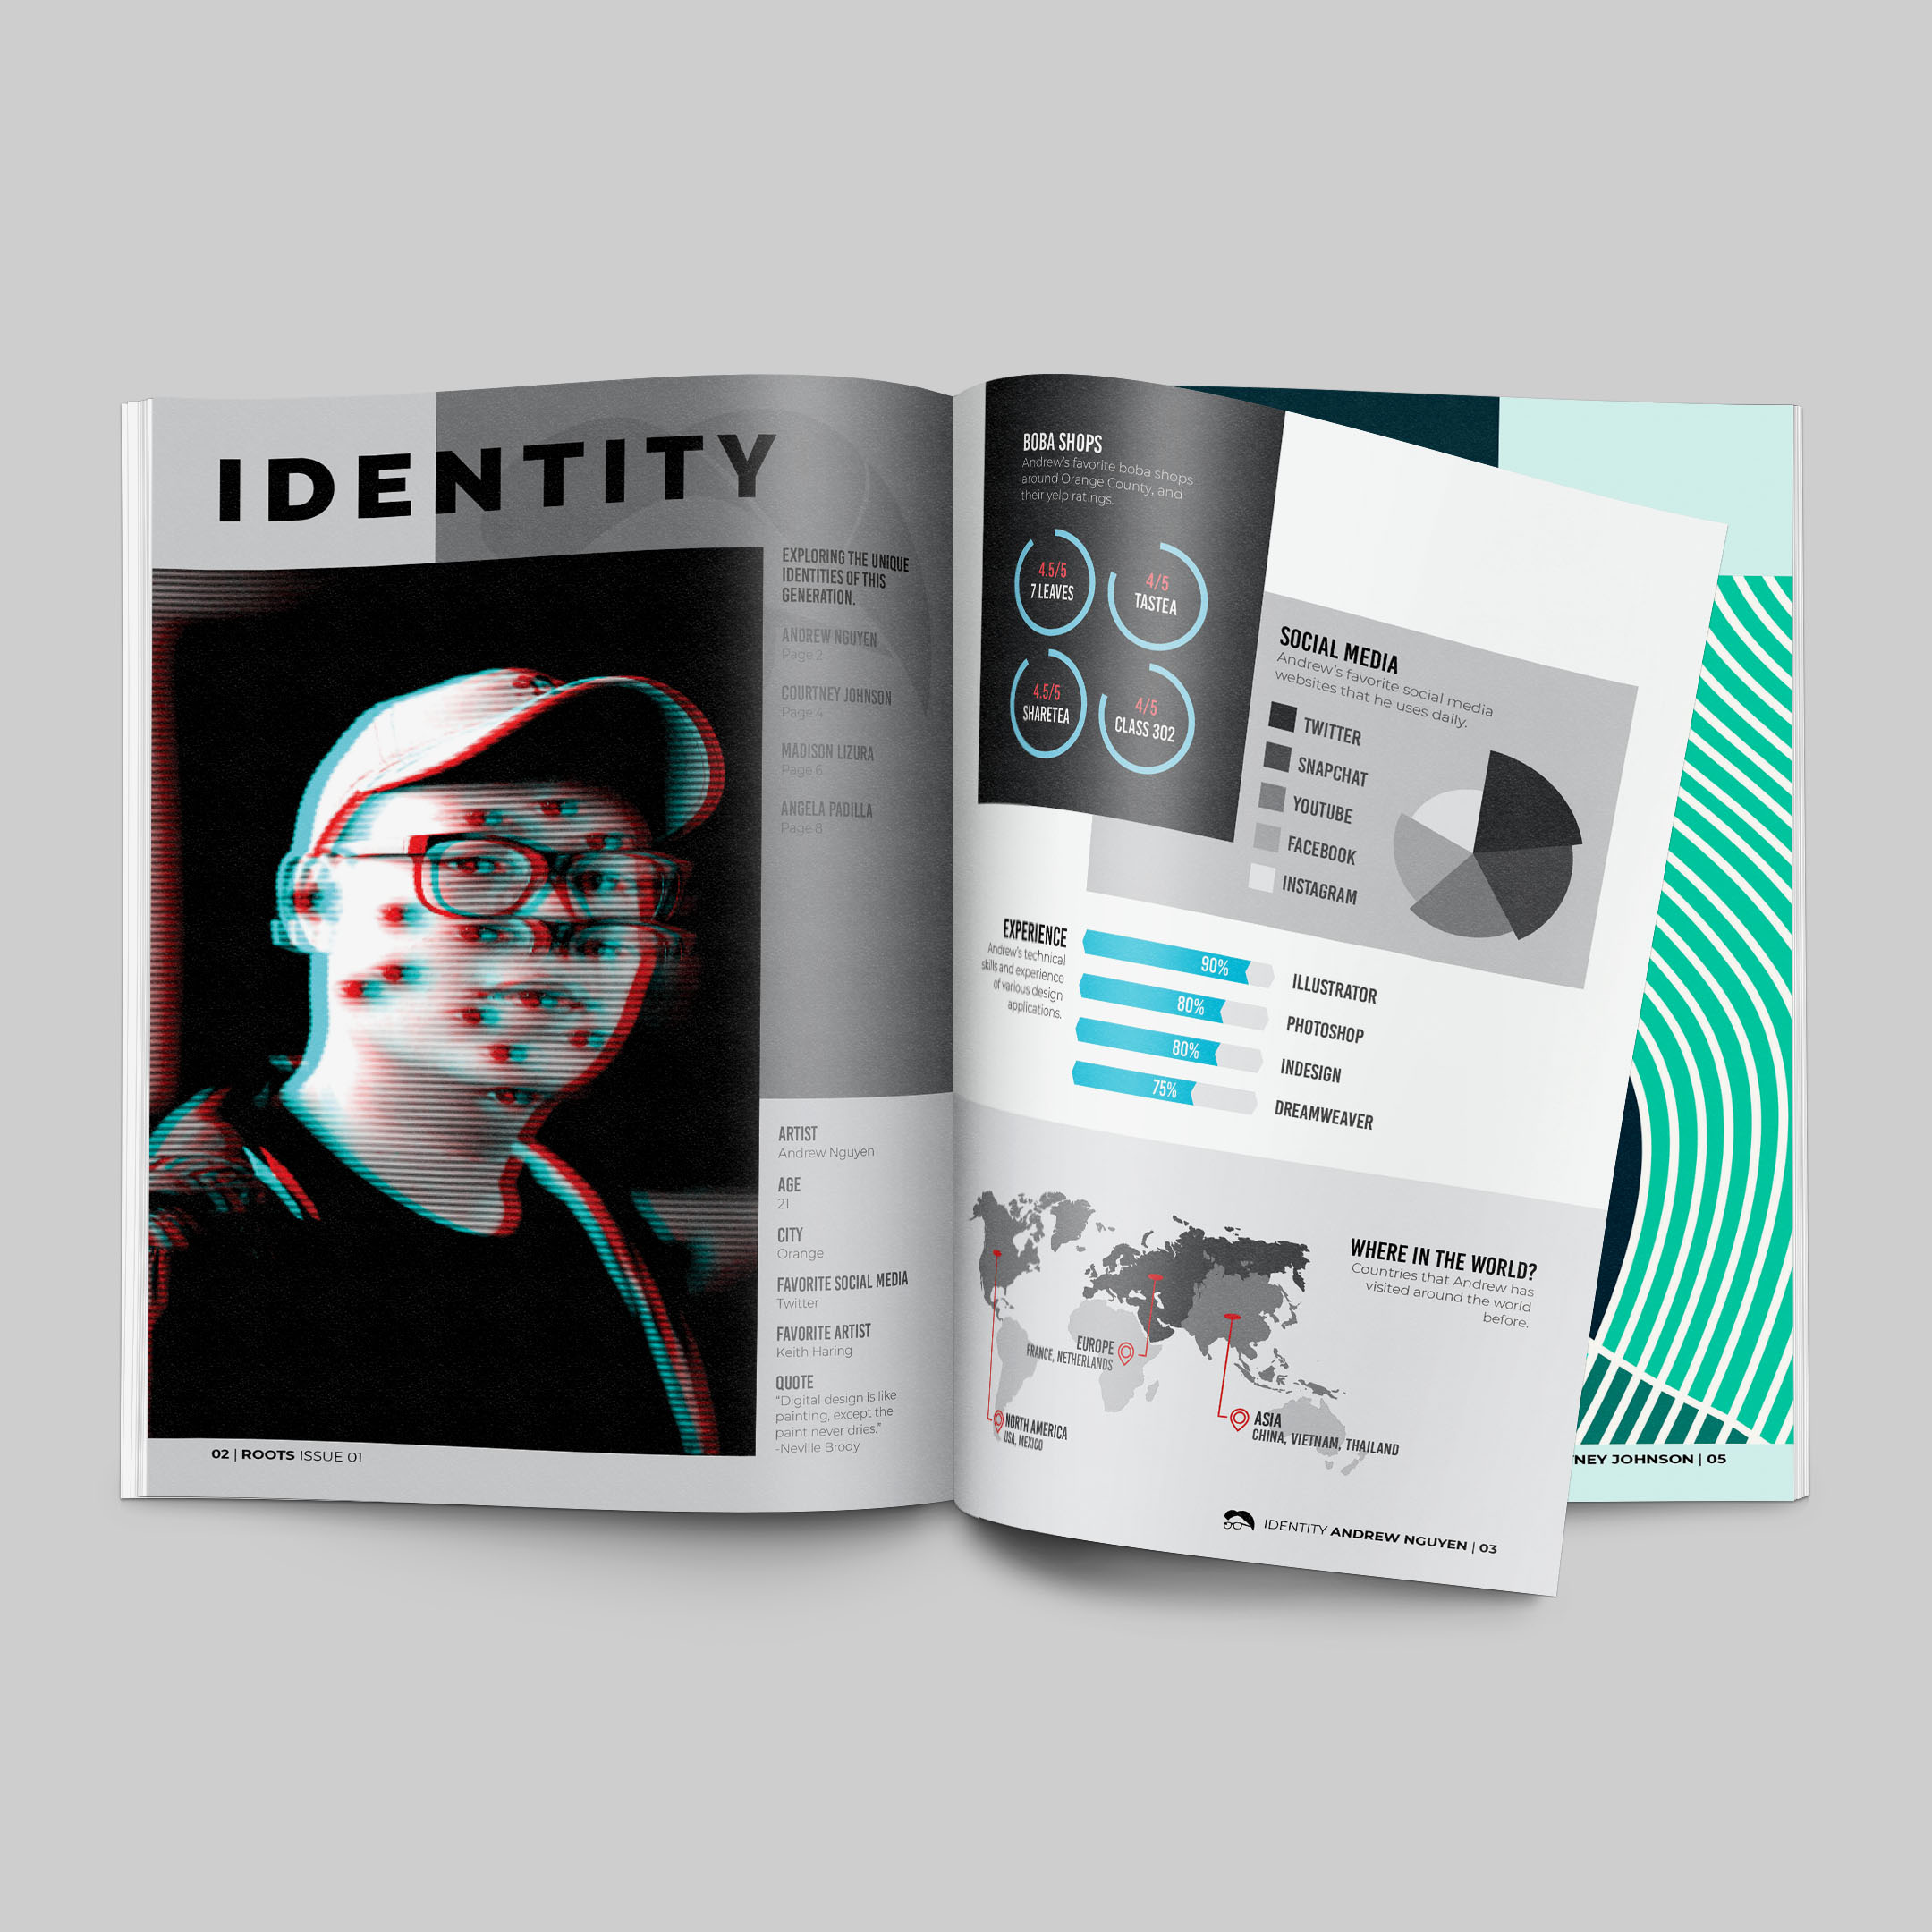 IDENTITY
EXPLORING THE UNIQUE
IDENTITIES OF THIS
GENERATION.
ANDREW NGUYEN
Page 2
COURTNEY JOHNSON
Page 4
MADISON LIZURA
Page 6
ANGELA PADILLA
Page 8
ARTIST
Andrew Nguyen
AGE
21
CITY
Orange
FAVORITE SOCIAL MEDIA
Twitter
FAVORITE ARTIST
Keith Haring
QUOTE
“Digital design is like
painting, except the
paint never dries.”
-Neville Brody
02 | ROOTS ISSUE 01
BOBA SHOPS
Andrew's favorite boba shops
around Orange County, and
their yelp ratings.
4.5/5
7 LEAVES
4/5
TASTEA
4.5/5
SHARETEA
4/5
CLASS 302
SOCIAL MEDIA
Andrew's favorite social media
websites that he uses daily.
TWITTER
SNAPCHAT
YOUTUBE
FACEBOOK
INSTAGRAM
EXPERIENCE
Andrew's technical
skills and experience
of various design
applications.
90%
ILLUSTRATOR
80%
PHOTOSHOP
80%
INDESIGN
75%
DREAMWEAVER
WHERE IN THE WORLD?
Countries that Andrew has
visited around the world
before.
EUROPE
FRANCE, NETHERLANDS
NORTH AMERICA
USA, MEXICO
ASIA
CHINA, VIETNAM, THAILAND
IDENTITY ANDREW NGUYEN | 03
NEY JOHNSON | 05